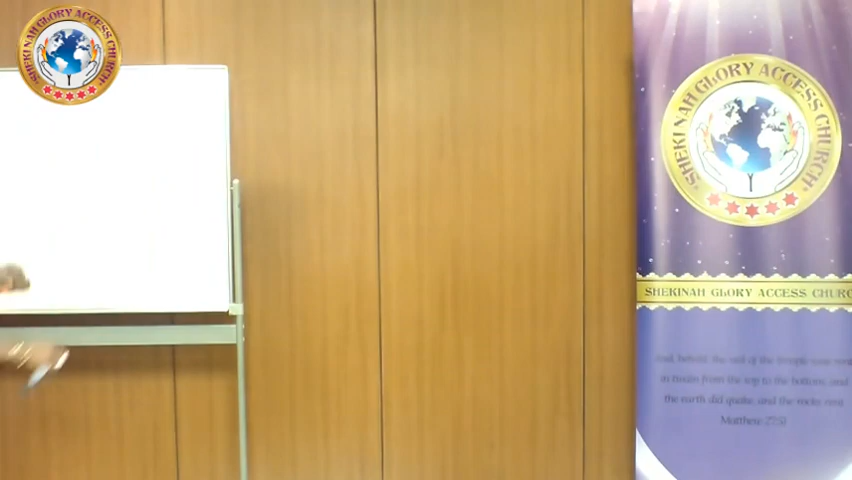 SHEKINAH GLORY ACCESS CHURCH
SHEKINAH GLORY ACCESS CHURCH
SHEKINAH GLORY ACCESS CHURCH
And, behold, the veil of the temple was rent
in twain from the top to the bottom; and
the earth did quake, and the rocks rent
Matthew 27:51